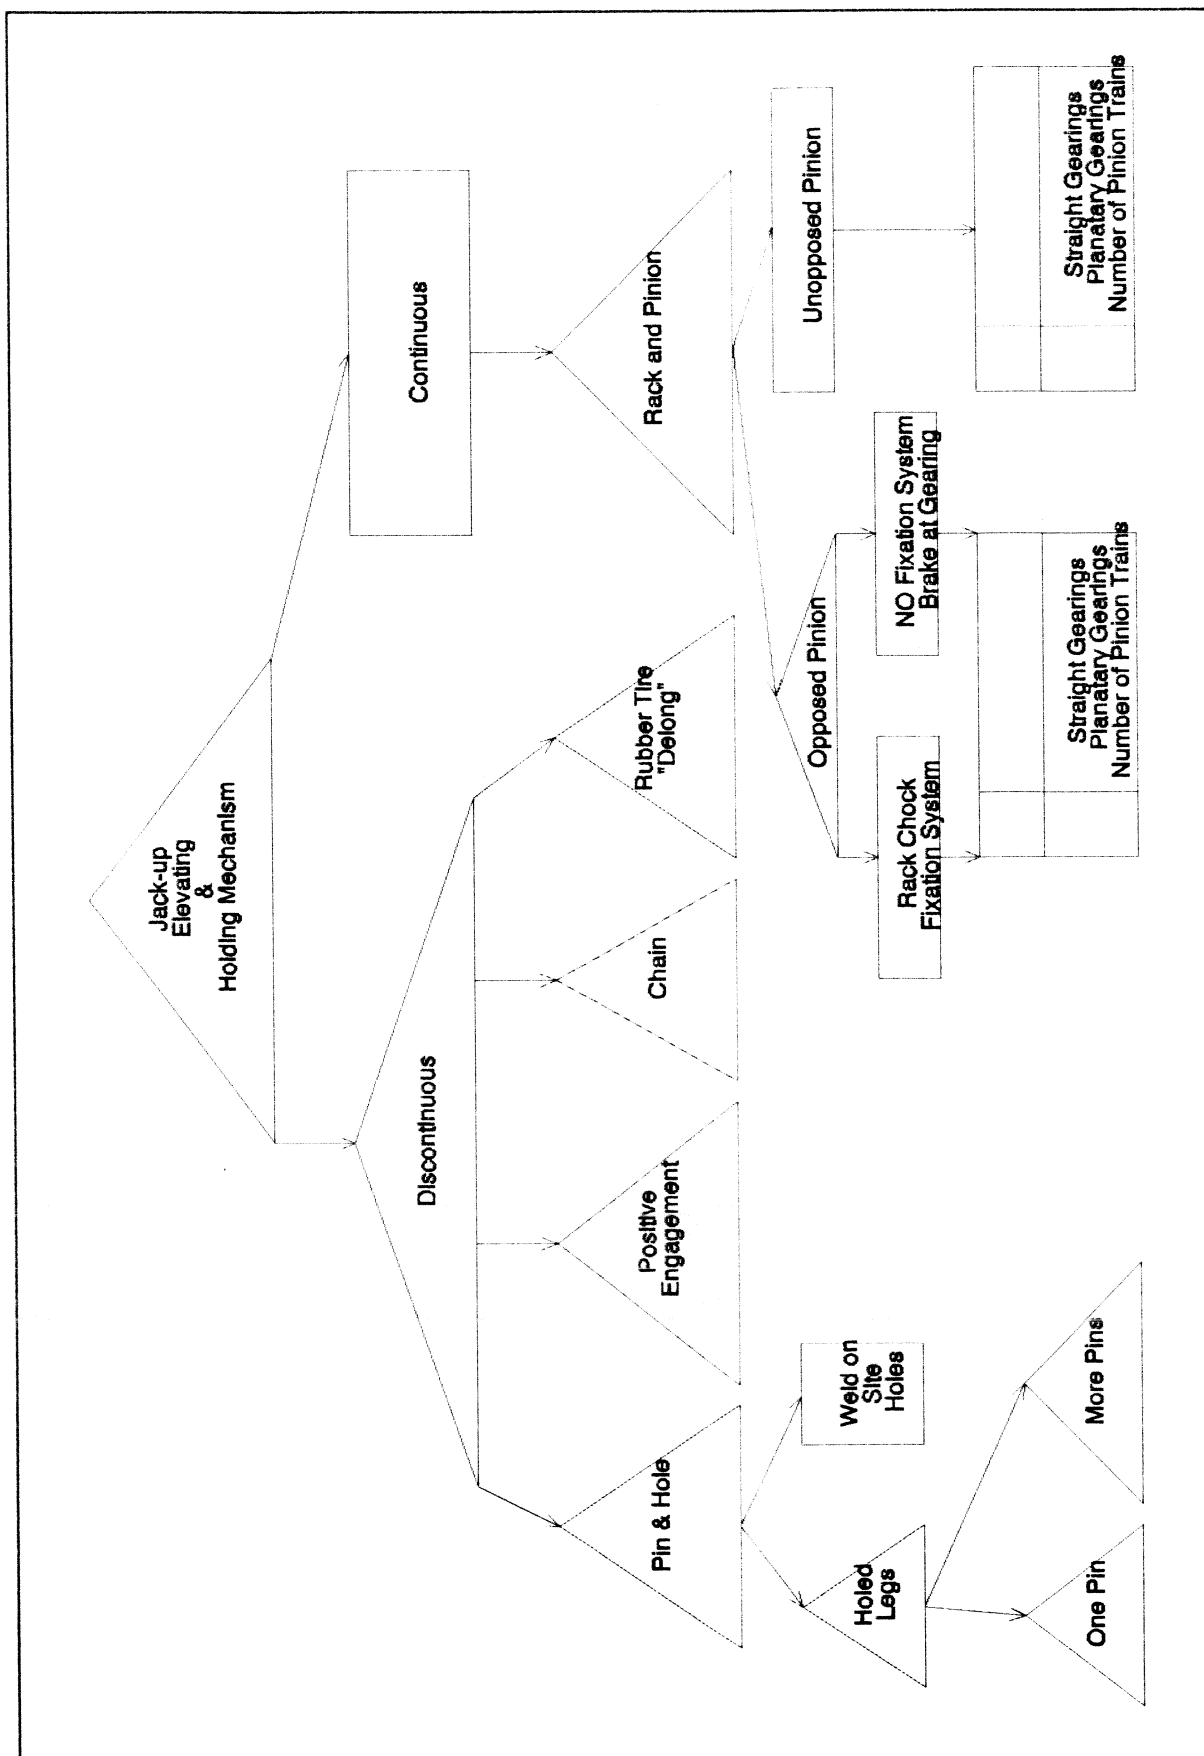 Jack-up
Elevating
&
Holding Mechanism
Discontinuous
Continuous
Pin & Hole
Positive
Engagement
Chain
Rubber Tire
"Delong"
Rack and Pinion
Holed
Legs
Weld on
Site
Holes
Opposed Pinion
Unopposed Pinion
Rack Chock
Fixation System
NO Fixation System
Brake at Gearing
One Pin
More Pins
Straight Gearings
Planatary Gearings
Number of Pinion Trains
Straight Gearings
Planatary Gearings
Number of Pinion Trains